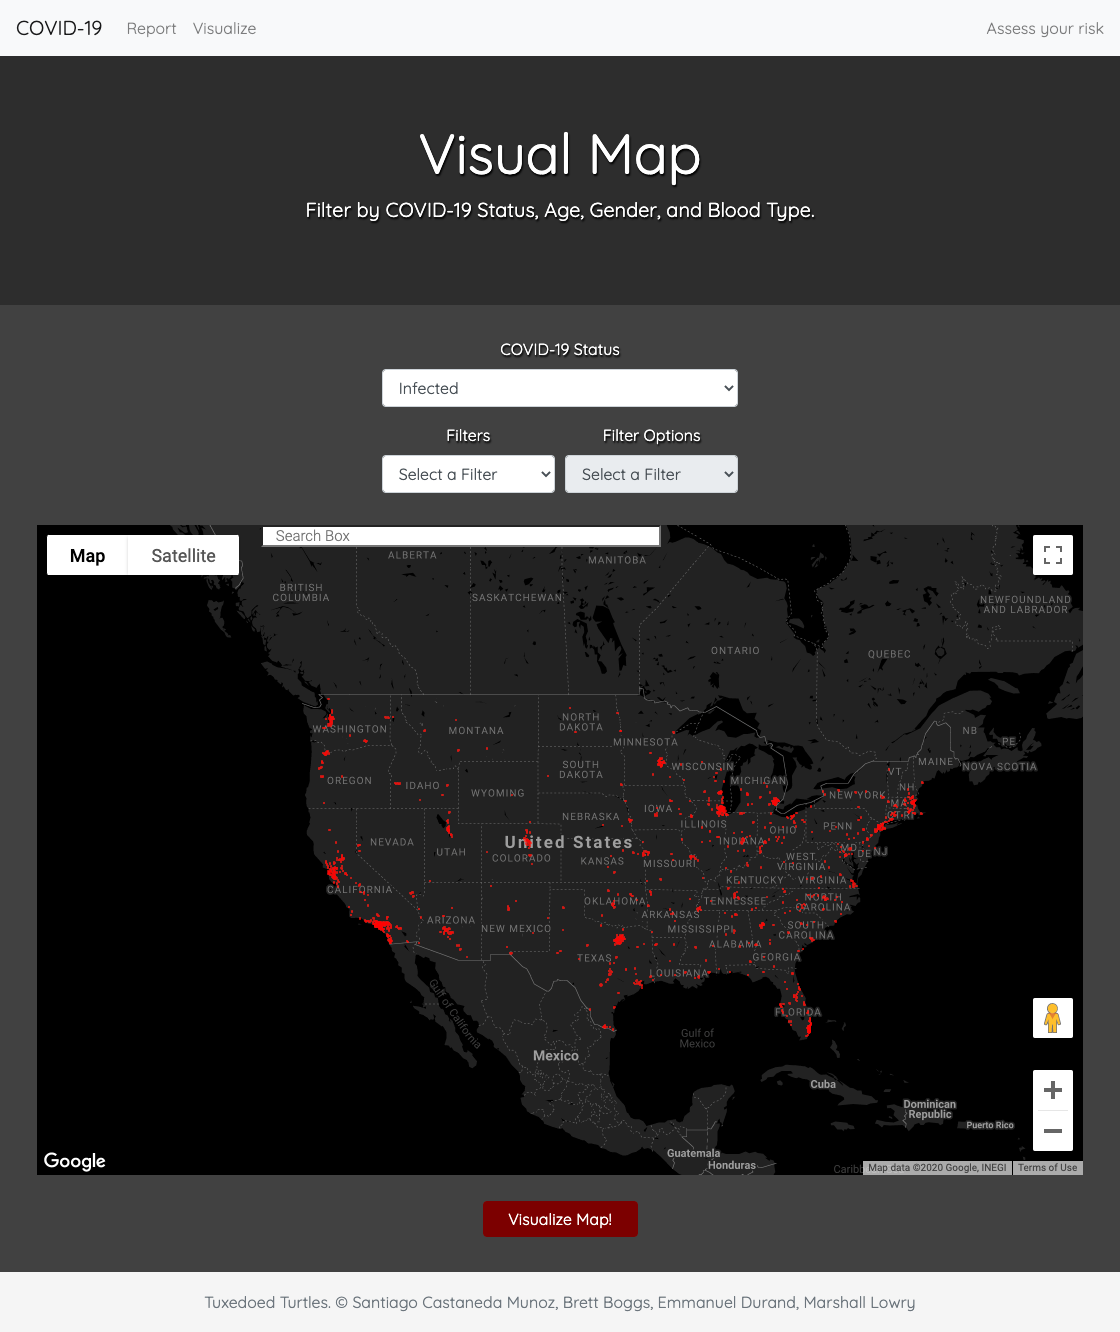 COVID-19 Report Visualize Assess your risk
Visual Map
Filter by COVID-19 Status, Age, Gender, and Blood Type.
COVID-19 Status
Infected
Filters Filter Options
Select a Filter Select a Filter
Map Satellite
Search Box
ALBERTA
MANITOBA
BRITISH
COLUMBIA
SASKATCHEWAN
NEWFOUNDLAND
AND LABRADOR
ONTARIO
QUEBEC
WASHINGTON
MONTANA
NORTH
DAKOTA
MINNESOTA
NB
PE
MAINE
NOVA SCOTIA
OREGON
IDAHO
SOUTH
DAKOTA
WISCONSIN
MICHIGAN
VT
NH
WYOMING
NEW YORK
MA
CT RI
IOWA
NEBRASKA
ILLINOIS
INDIANA
OHIO
PENN
NEVADA
UTAH
United States
COLORADO
KANSAS
MISSOURI
WEST
VIRGINIA
MD
DE
NJ
KENTUCKY
VIRGINIA
CALIFORNIA
ARIZONA
NEW MEXICO
OKLAHOMA
ARKANSAS
TENNESSEE
NORTH
CAROLINA
MISSISSIPPI
SOUTH
CAROLINA
ALABAMA
GEORGIA
TEXAS
LOUISIANA
FLORIDA
Gulf of California
Gulf of
Mexico
Mexico
Cuba
Dominican
Republic
Puerto Rico
Guatemala
Honduras
Google
Map data ©2020 Google, INEGI Terms of Use
Visualize Map!
Tuxedoed Turtles. © Santiago Castaneda Munoz, Brett Boggs, Emmanuel Durand, Marshall Lowry